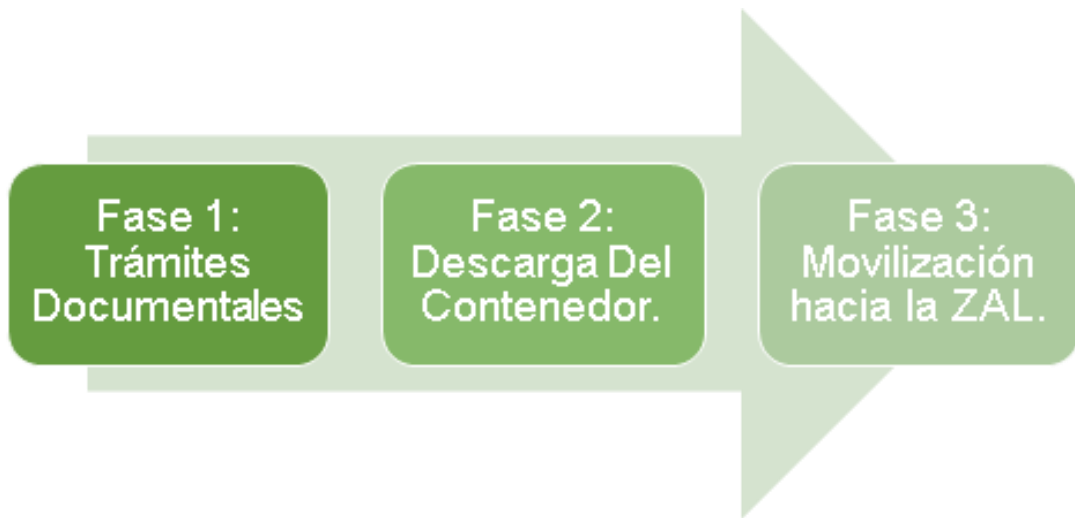 Fase 1:
Trámites
Documentales
Fase 2:
Descarga Del
Contenedor.
Fase 3:
Movilización
hacia la ZAL.